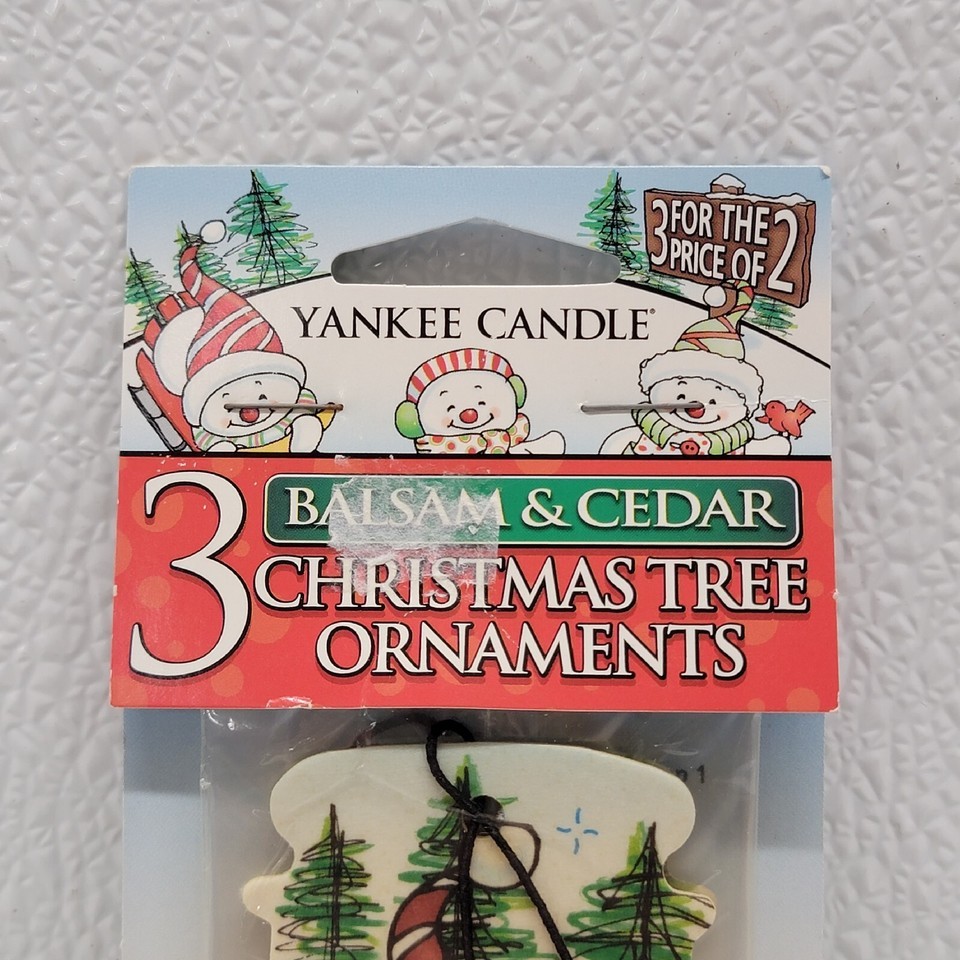 3 FOR THE
PRICE OF 2
YANKEE CANDLE®
3 BALSAM & CEDAR
CHRISTMAS TREE
ORNAMENTS